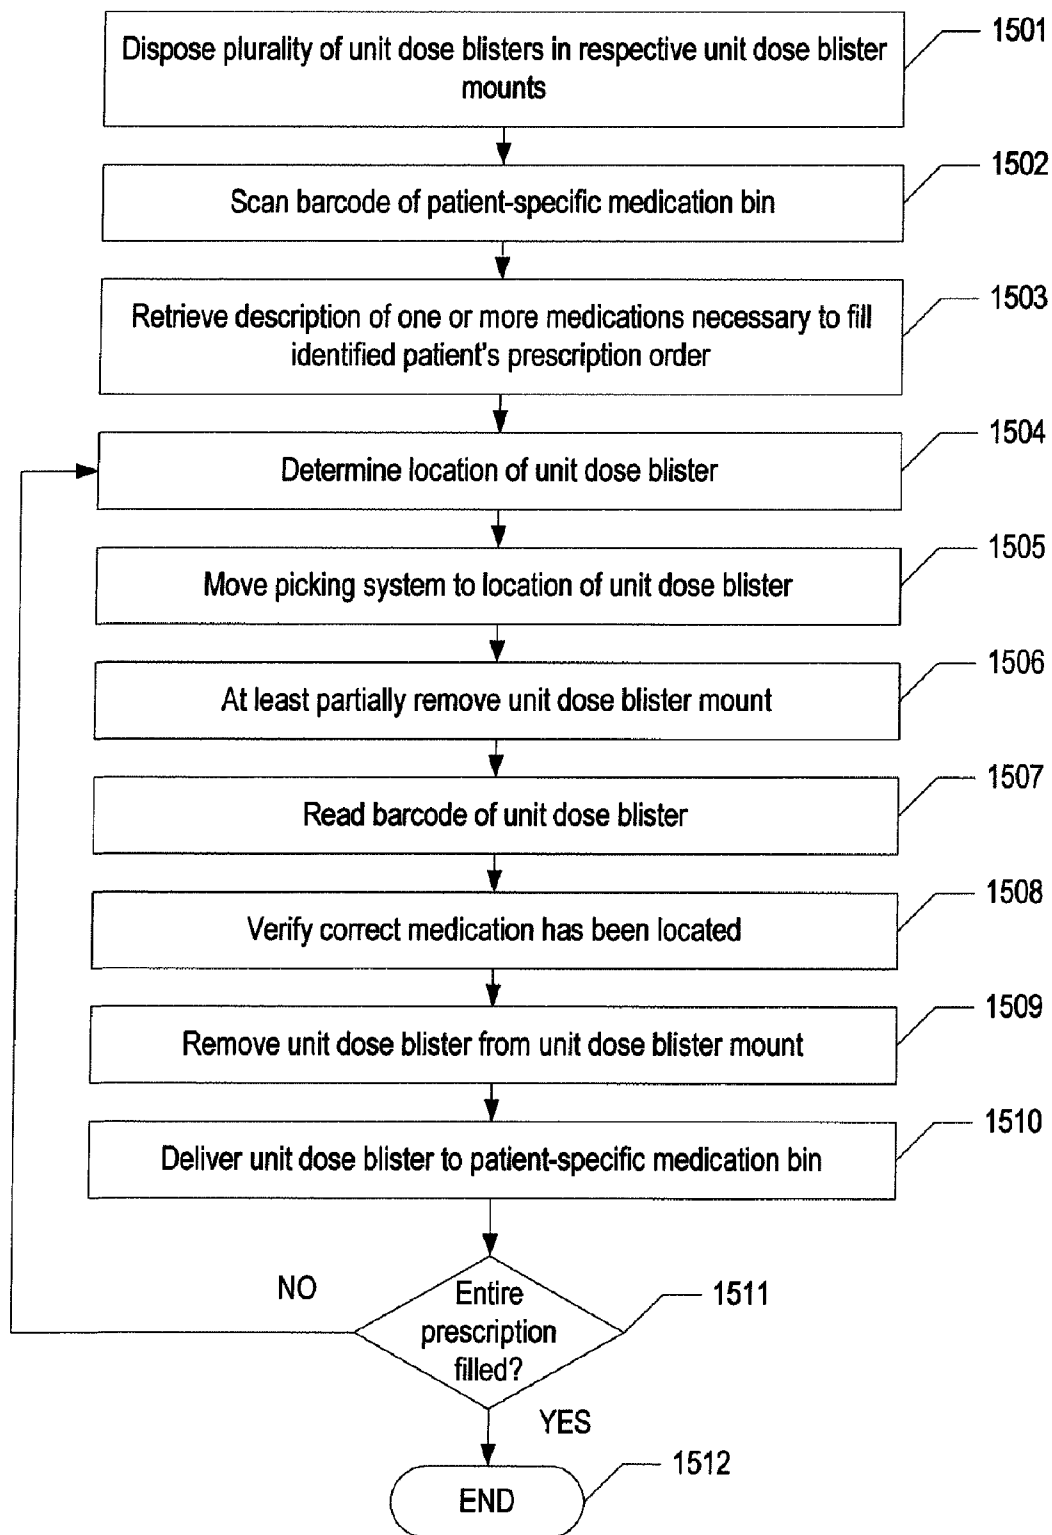 Dispose plurality of unit dose blisters in respective unit dose blister
mounts
1501
Scan barcode of patient-specific medication bin
1502
Retrieve description of one or more medications necessary to fill
identified patient's prescription order
1503
Determine location of unit dose blister
1504
Move picking system to location of unit dose blister
1505
At least partially remove unit dose blister mount
1506
Read barcode of unit dose blister
1507
Verify correct medication has been located
1508
Remove unit dose blister from unit dose blister mount
1509
Deliver unit dose blister to patient-specific medication bin
1510
NO
Entire
prescription
filled?
1511
YES
END
1512